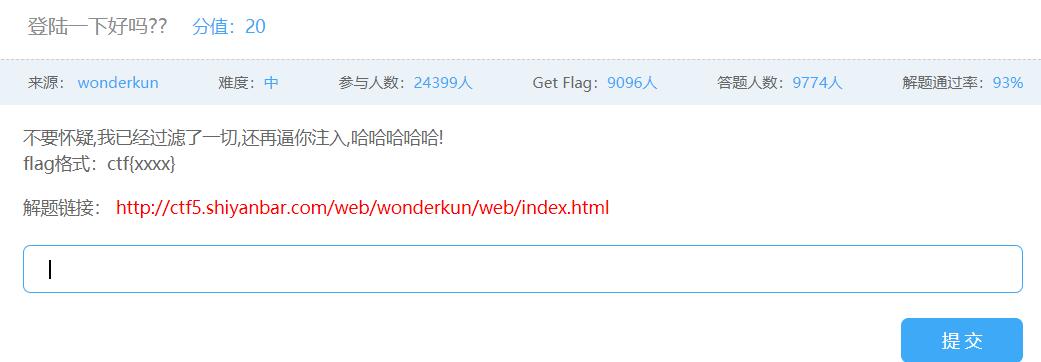 登陆一下好吗?? 分值：20
来源： wonderkun 难度：中 参与人数：24399人 Get Flag：9096人 答题人数：9774人 解题通过率：93%
不要怀疑,我已经过滤了一切,还再逼你注入,哈哈哈哈哈!
flag格式：ctf{xxxx}
解题链接： http://ctf5.shiyanbar.com/web/wonderkun/web/index.html
提 交